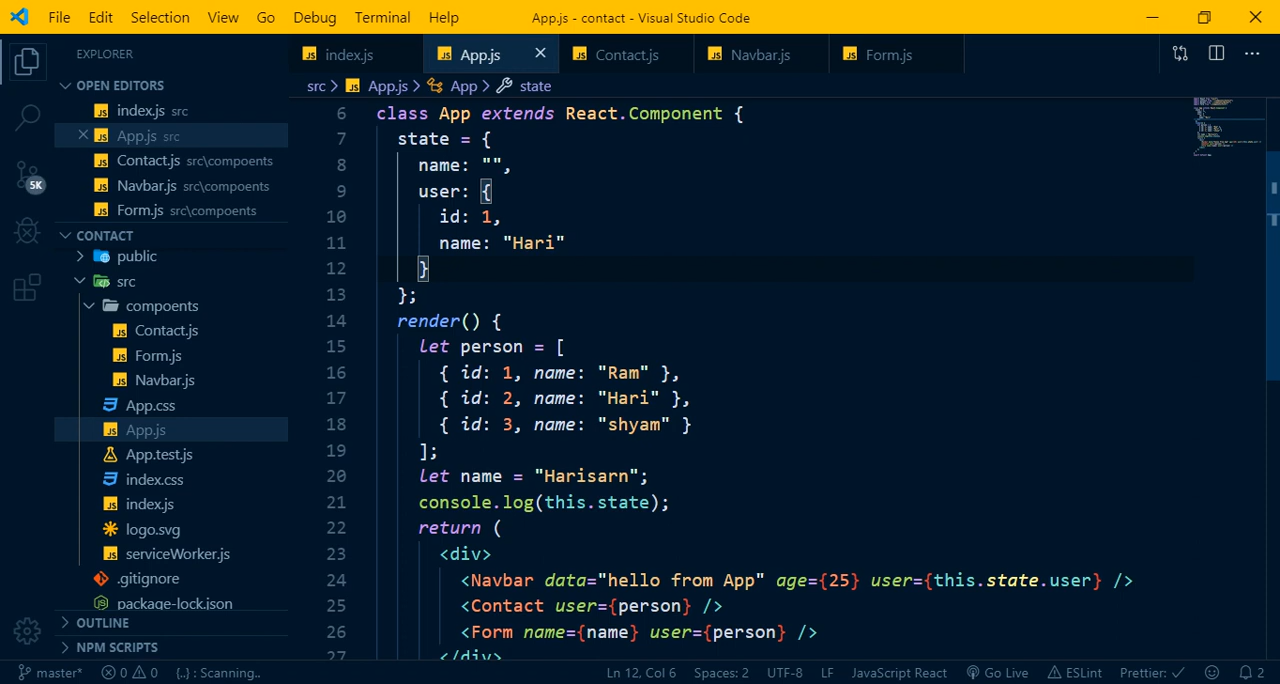 File Edit Selection View Go Debug Terminal Help App.js - contact - Visual Studio Code
EXPLORER
OPEN EDITORS
index.js src
App.js src
Contact.js src\compoents
Navbar.js src\compoents
Form.js src\compoents
CONTACT
public
src
compoents
Contact.js
Form.js
Navbar.js
App.css
App.js
App.test.js
index.css
index.js
logo.svg
serviceWorker.js
.gitignore
package-lock.json
OUTLINE
NPM SCRIPTS
5K
index.js App.js Contact.js Navbar.js Form.js
src > App.js > App > state
6 class App extends React.Component {
7 state = {
8 name: "",
9 user: {
10 id: 1,
11 name: "Hari"
12 }
13 };
14 render() {
15 let person = [
16 { id: 1, name: "Ram" },
17 { id: 2, name: "Hari" },
18 { id: 3, name: "shyam" }
19 ];
20 let name = "Harisarn";
21 console.log(this.state);
22 return (
23 <div>
24 <Navbar data="hello from App" age={25} user={this.state.user} />
25 <Contact user={person} />
26 <Form name={name} user={person} />
27 </div>
master* 0 0 {..} : Scanning.. Ln 12, Col 6 Spaces: 2 UTF-8 LF JavaScript React Go Live ESLint Prettier: ✓ 2